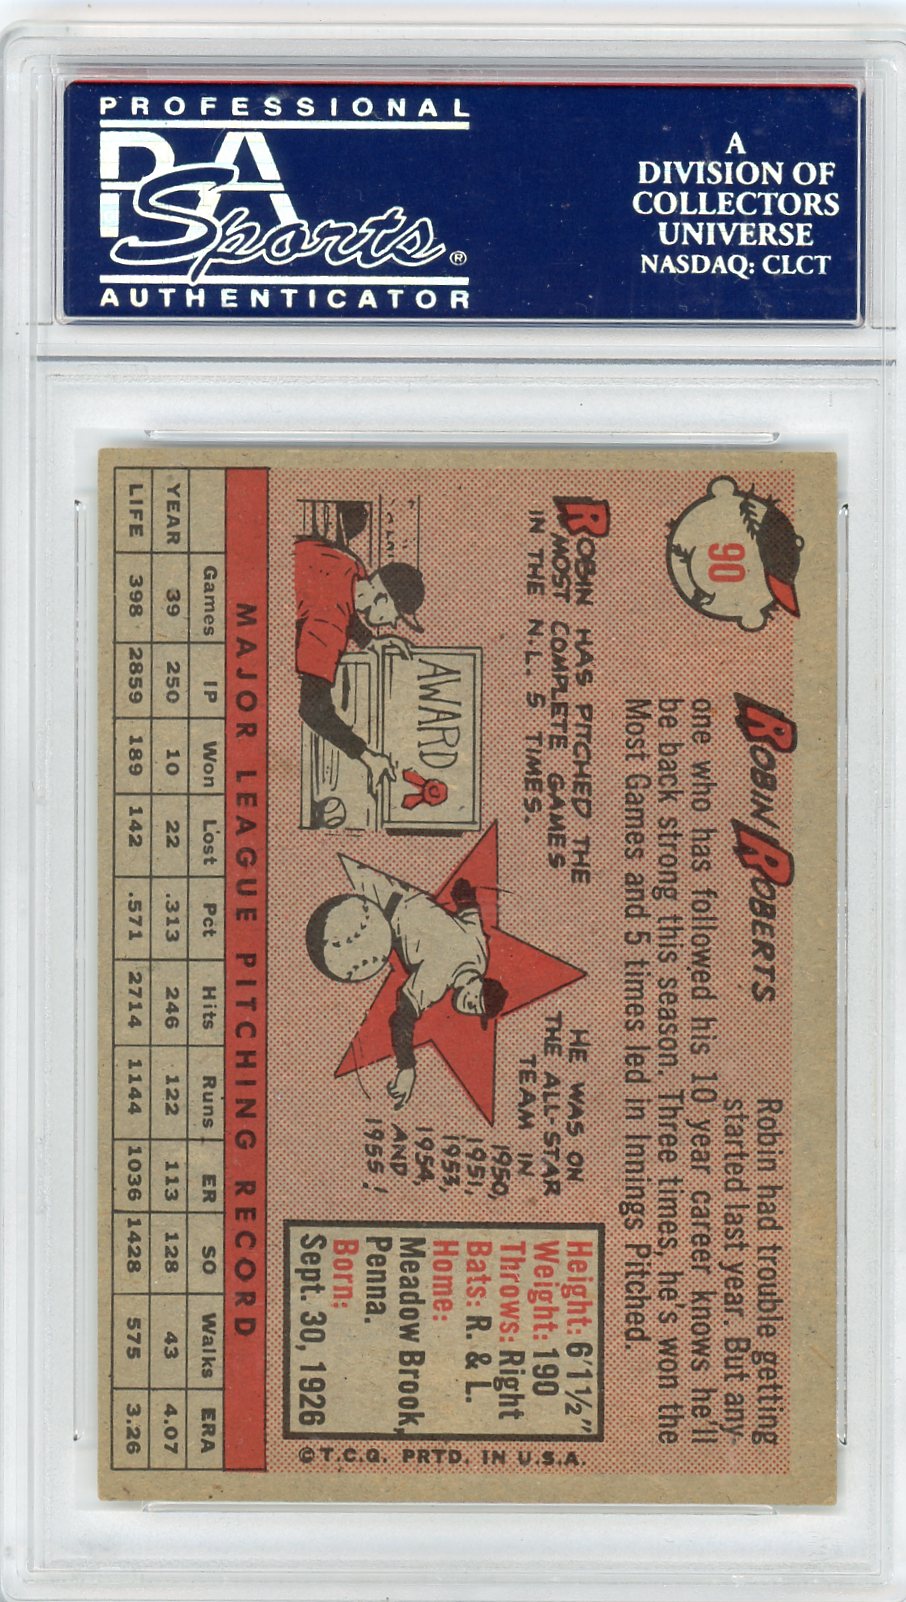 PROFESSIONAL
PSA
Sports®
AUTHENTICATOR
A
DIVISION OF
COLLECTORS
UNIVERSE
NASDAQ: CLCT
90
ROBIN ROBERTS
Robin had trouble getting
started last year. But any-
one who has followed his 10 year career knows he'll
be back strong this season. Three times, he's won the
Most Games and 5 times led in Innings Pitched.
ROBIN HAS PITCHED THE
MOST COMPLETE GAMES
IN THE N.L. 5 TIMES.
AWARD
HE WAS ON
THE ALL-STAR
TEAM IN
1950,
1951,
1953,
1954,
AND
1955!
Height: 6'1½"
Weight: 190
Throws: Right
Bats: R. & L.
Home:
Meadow Brook,
Penna.
Born:
Sept. 30, 1926
©T.C.G. PRTD. IN U.S.A.
MAJOR LEAGUE PITCHING RECORD
Games IP Won Lost Pct Hits Runs ER SO Walks ERA
YEAR 39 250 10 22 .313 246 122 113 128 43 4.07
LIFE 398 2859 189 142 .571 2714 1144 1036 1428 575 3.26